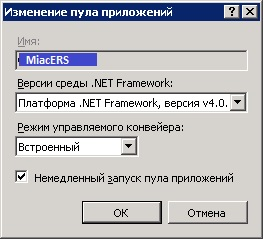 Изменение пула приложений
Имя:
MiacERS
Версии среды .NET Framework:
Платформа .NET Framework, версия v4.0.
Режим управляемого конвейера:
Встроенный
Немедленный запуск пула приложений
ОК
Отмена